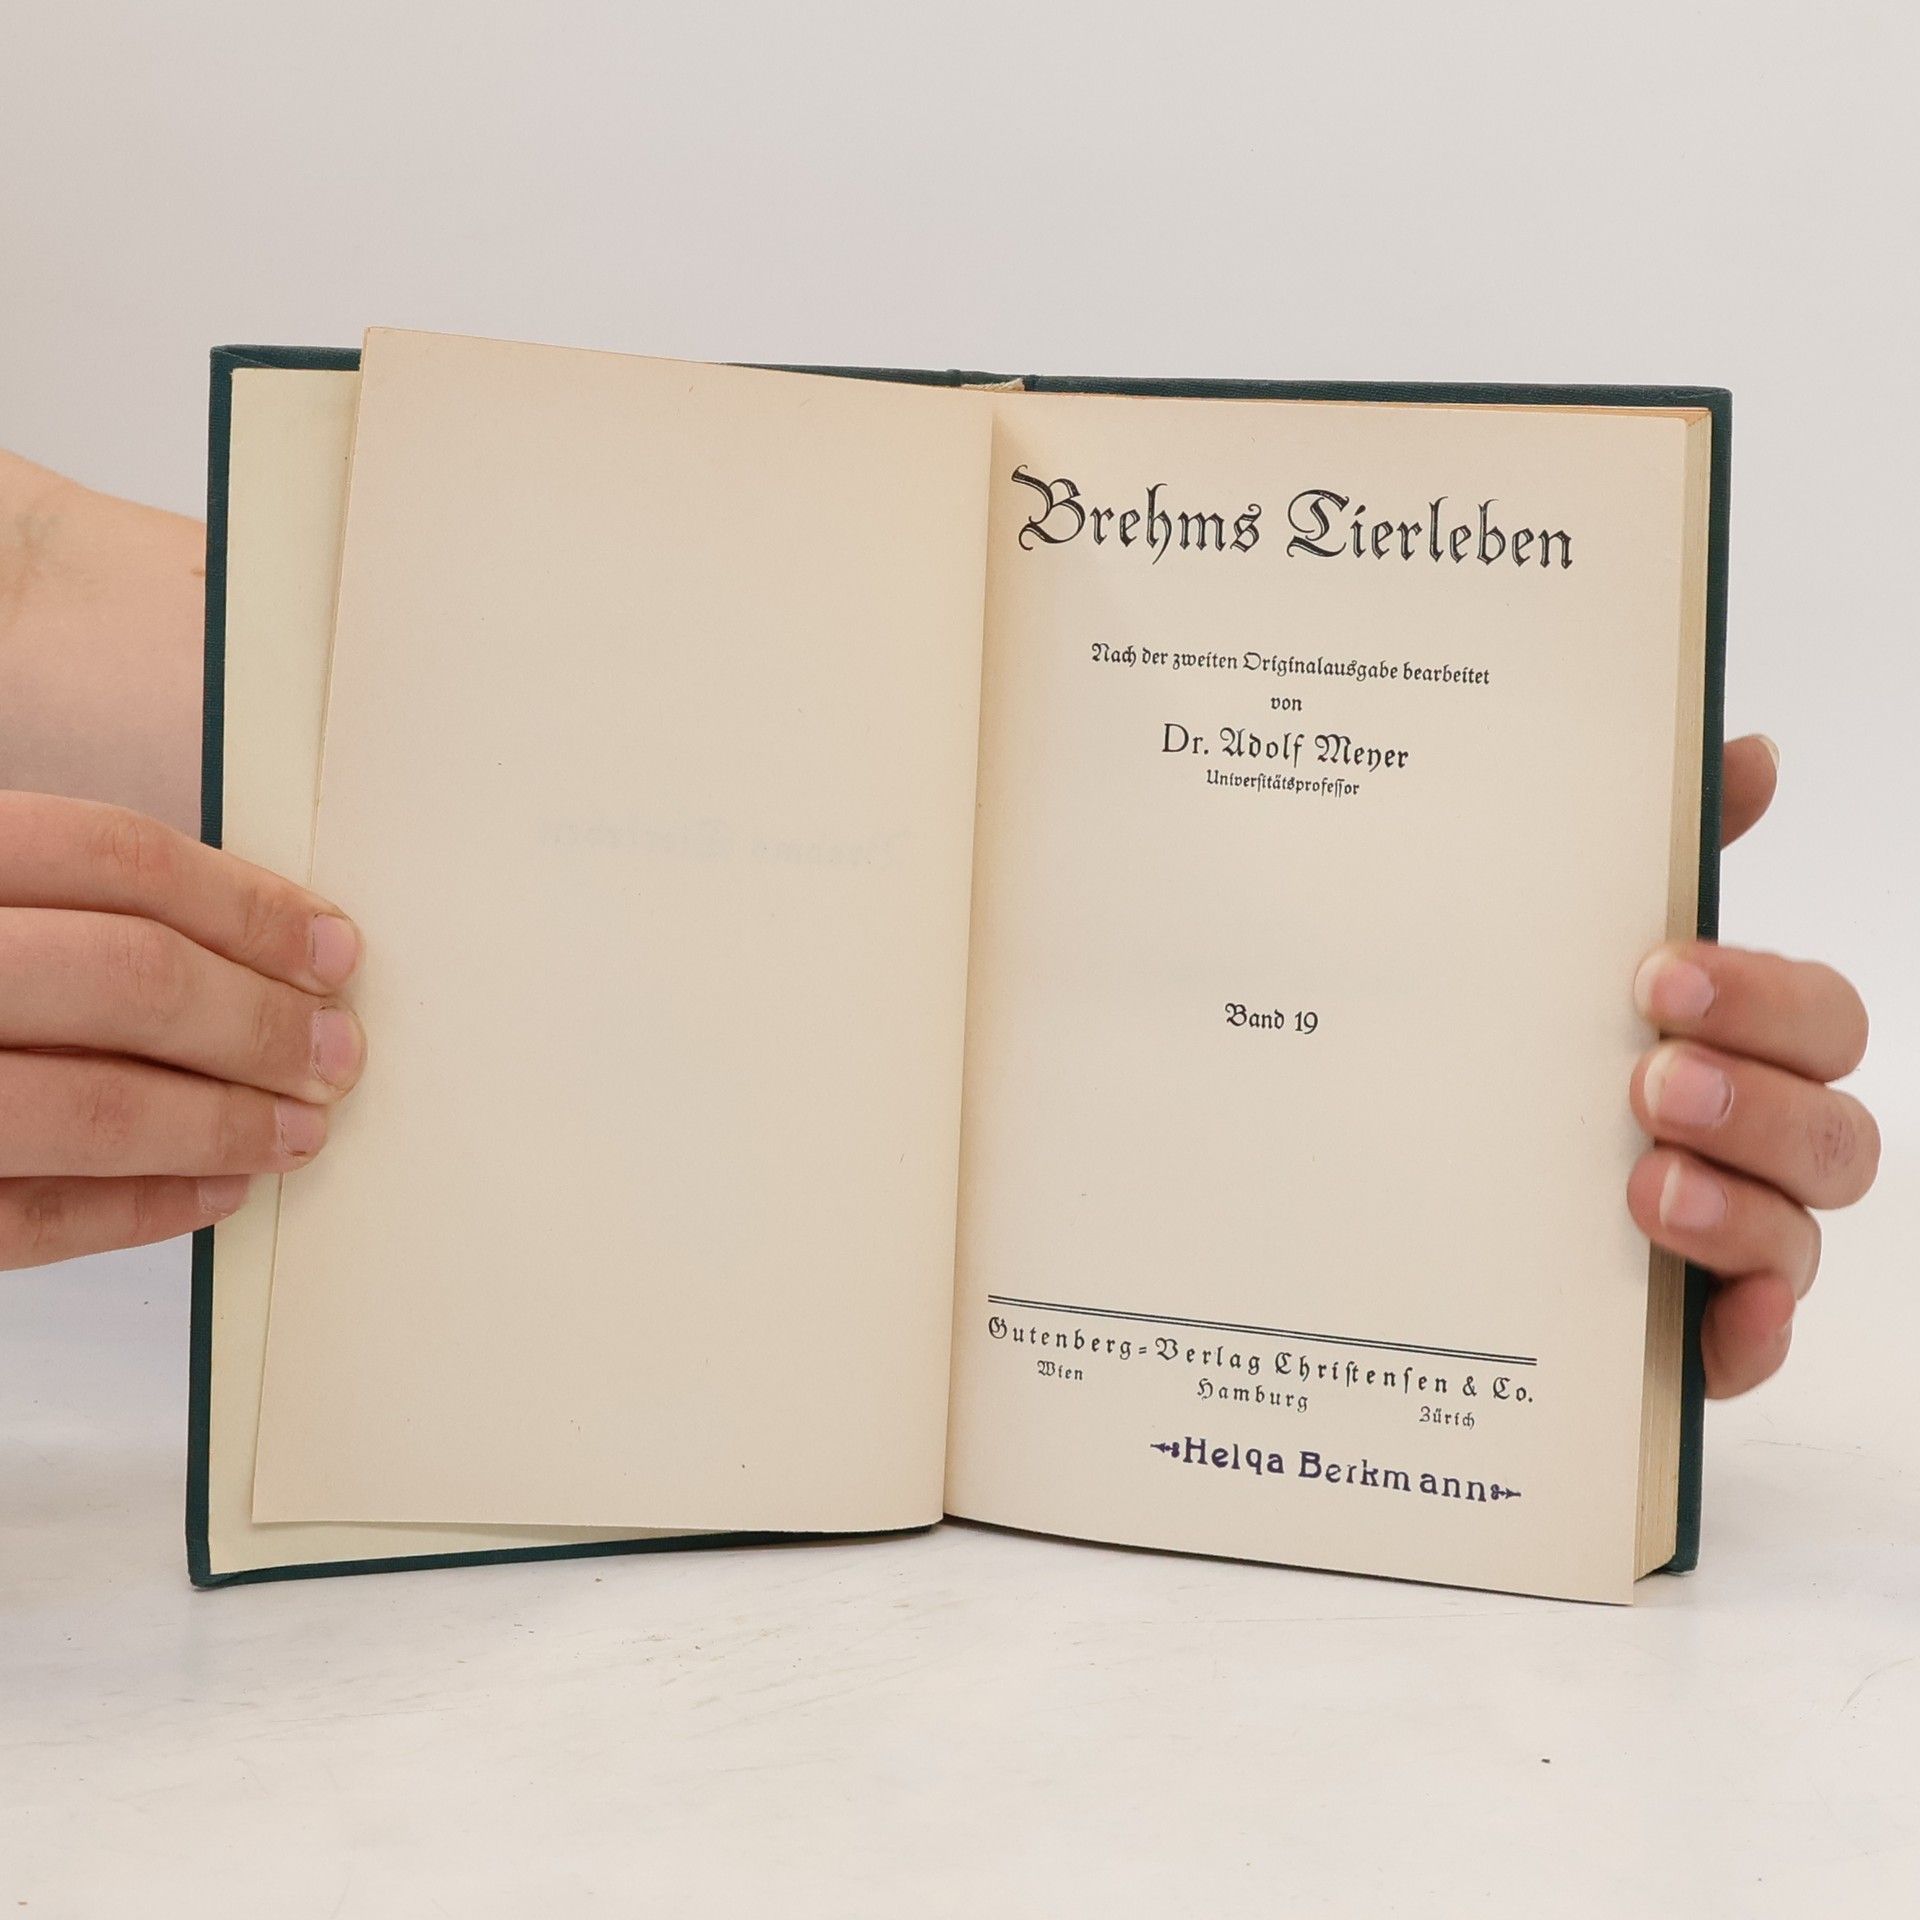 Brehms Tierleben
Nach der zweiten Originalausgabe bearbeitet
von
Dr. Adolf Meyer
Universitätsprofessor
Band 19
Gutenberg-Verlag Christensen & Co.
Wien Hamburg Zürich
Helga Berkmann